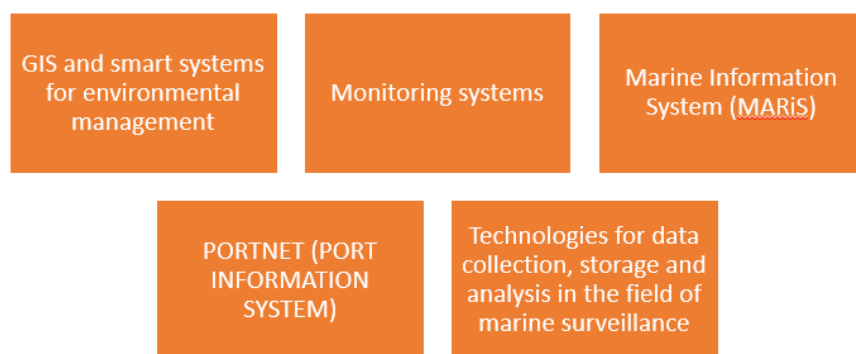 GIS and smart systems
for environmental
management
Monitoring systems
Marine Information
System (MARiS)
PORTNET (PORT
INFORMATION
SYSTEM)
Technologies for data
collection, storage and
analysis in the field of
marine surveillance